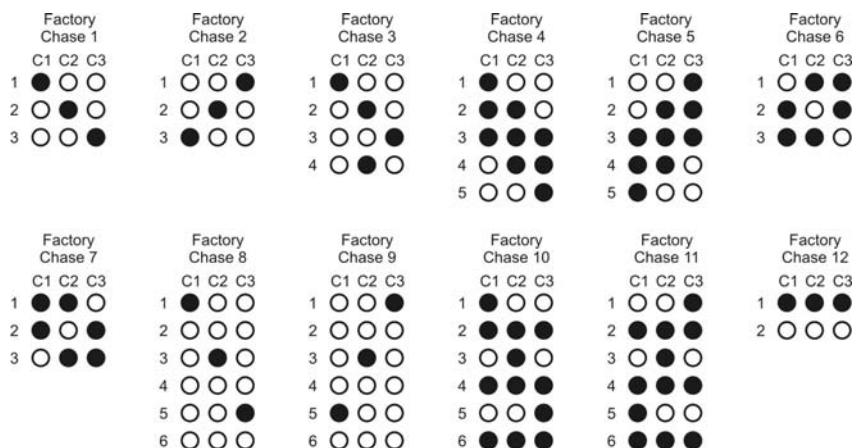 Factory
Chase 1
C1 C2 C3
1
2
3
Factory
Chase 2
C1 C2 C3
1
2
3
Factory
Chase 3
C1 C2 C3
1
2
3
4
Factory
Chase 4
C1 C2 C3
1
2
3
4
5
Factory
Chase 5
C1 C2 C3
1
2
3
4
5
Factory
Chase 6
C1 C2 C3
1
2
3
Factory
Chase 7
C1 C2 C3
1
2
3
Factory
Chase 8
C1 C2 C3
1
2
3
4
5
6
Factory
Chase 9
C1 C2 C3
1
2
3
4
5
6
Factory
Chase 10
C1 C2 C3
1
2
3
4
5
6
Factory
Chase 11
C1 C2 C3
1
2
3
4
5
6
Factory
Chase 12
C1 C2 C3
1
2